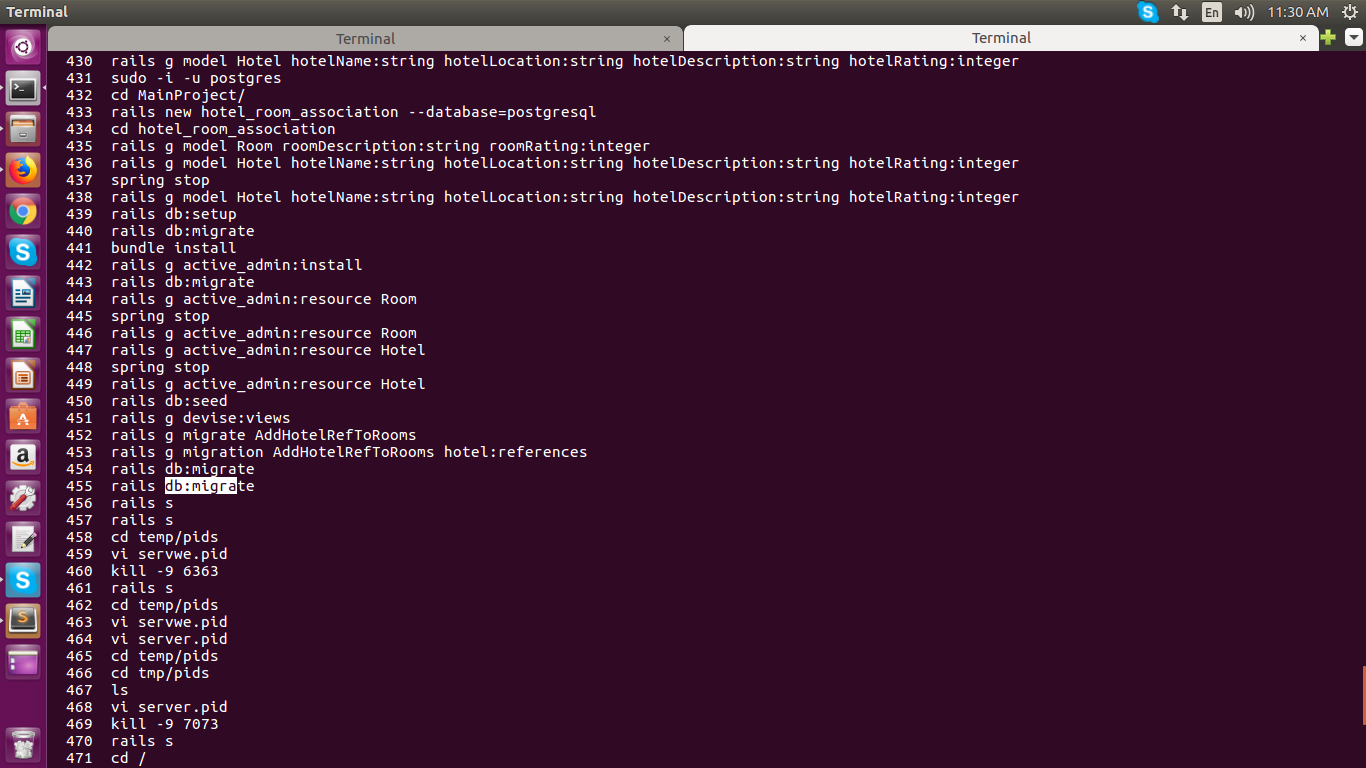 Terminal
En
11:30 AM
Terminal ×
Terminal ×
430 rails g model Hotel hotelName:string hotelLocation:string hotelDescription:string hotelRating:integer
431 sudo -i -u postgres
432 cd MainProject/
433 rails new hotel_room_association --database=postgresql
434 cd hotel_room_association
435 rails g model Room roomDescription:string roomRating:integer
436 rails g model Hotel hotelName:string hotelLocation:string hotelDescription:string hotelRating:integer
437 spring stop
438 rails g model Hotel hotelName:string hotelLocation:string hotelDescription:string hotelRating:integer
439 rails db:setup
440 rails db:migrate
441 bundle install
442 rails g active_admin:install
443 rails db:migrate
444 rails g active_admin:resource Room
445 spring stop
446 rails g active_admin:resource Room
447 rails g active_admin:resource Hotel
448 spring stop
449 rails g active_admin:resource Hotel
450 rails db:seed
451 rails g devise:views
452 rails g migrate AddHotelRefToRooms
453 rails g migration AddHotelRefToRooms hotel:references
454 rails db:migrate
455 rails db:migrate
456 rails s
457 rails s
458 cd temp/pids
459 vi servwe.pid
460 kill -9 6363
461 rails s
462 cd temp/pids
463 vi servwe.pid
464 vi server.pid
465 cd temp/pids
466 cd tmp/pids
467 ls
468 vi server.pid
469 kill -9 7073
470 rails s
471 cd /